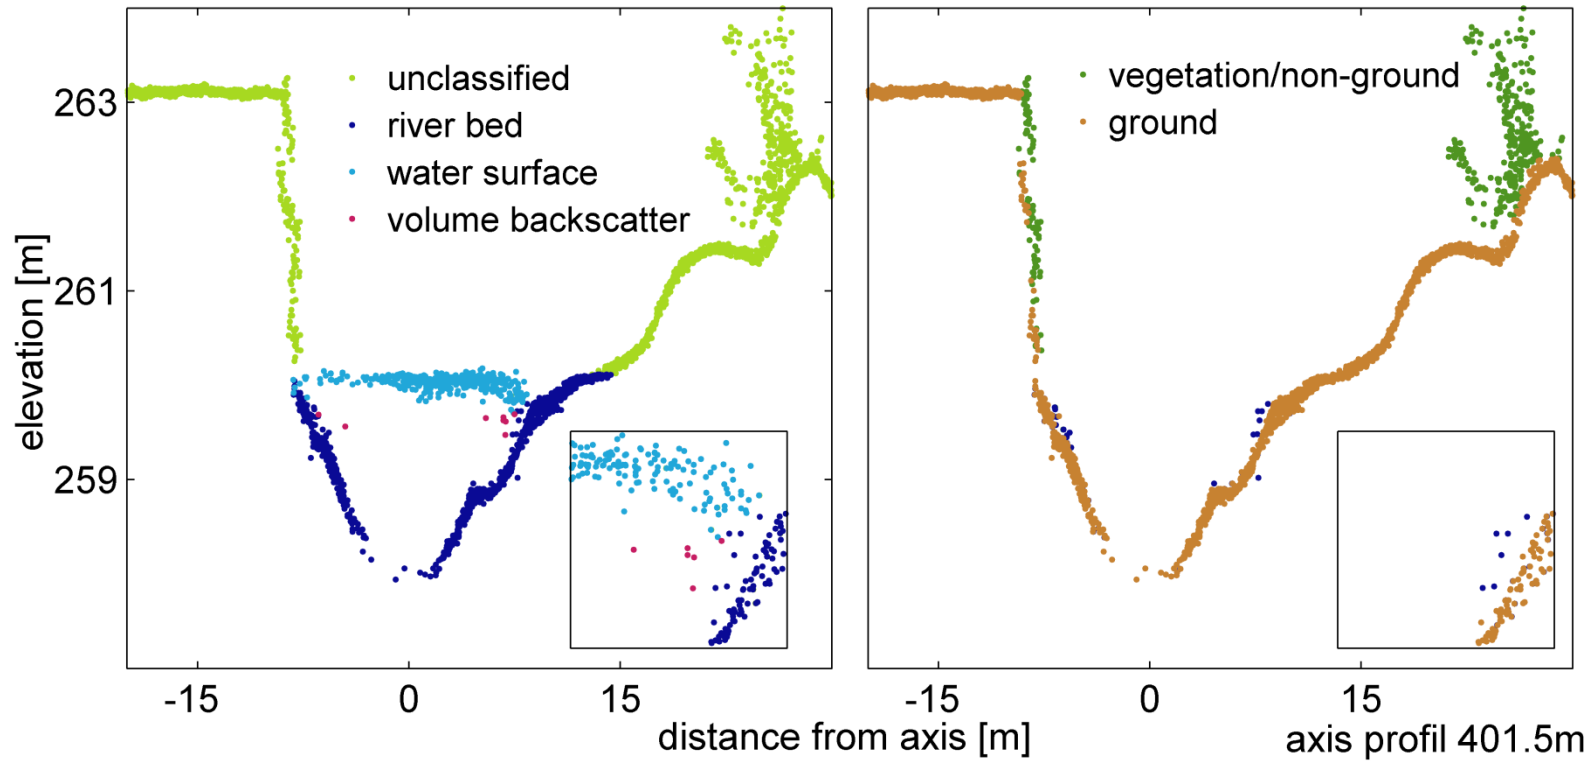 unclassified
river bed
water surface
volume backscatter
vegetation/non-ground
ground
elevation [m]
263
261
259
-15 0 15
-15 0 15
distance from axis [m]
axis profil 401.5m